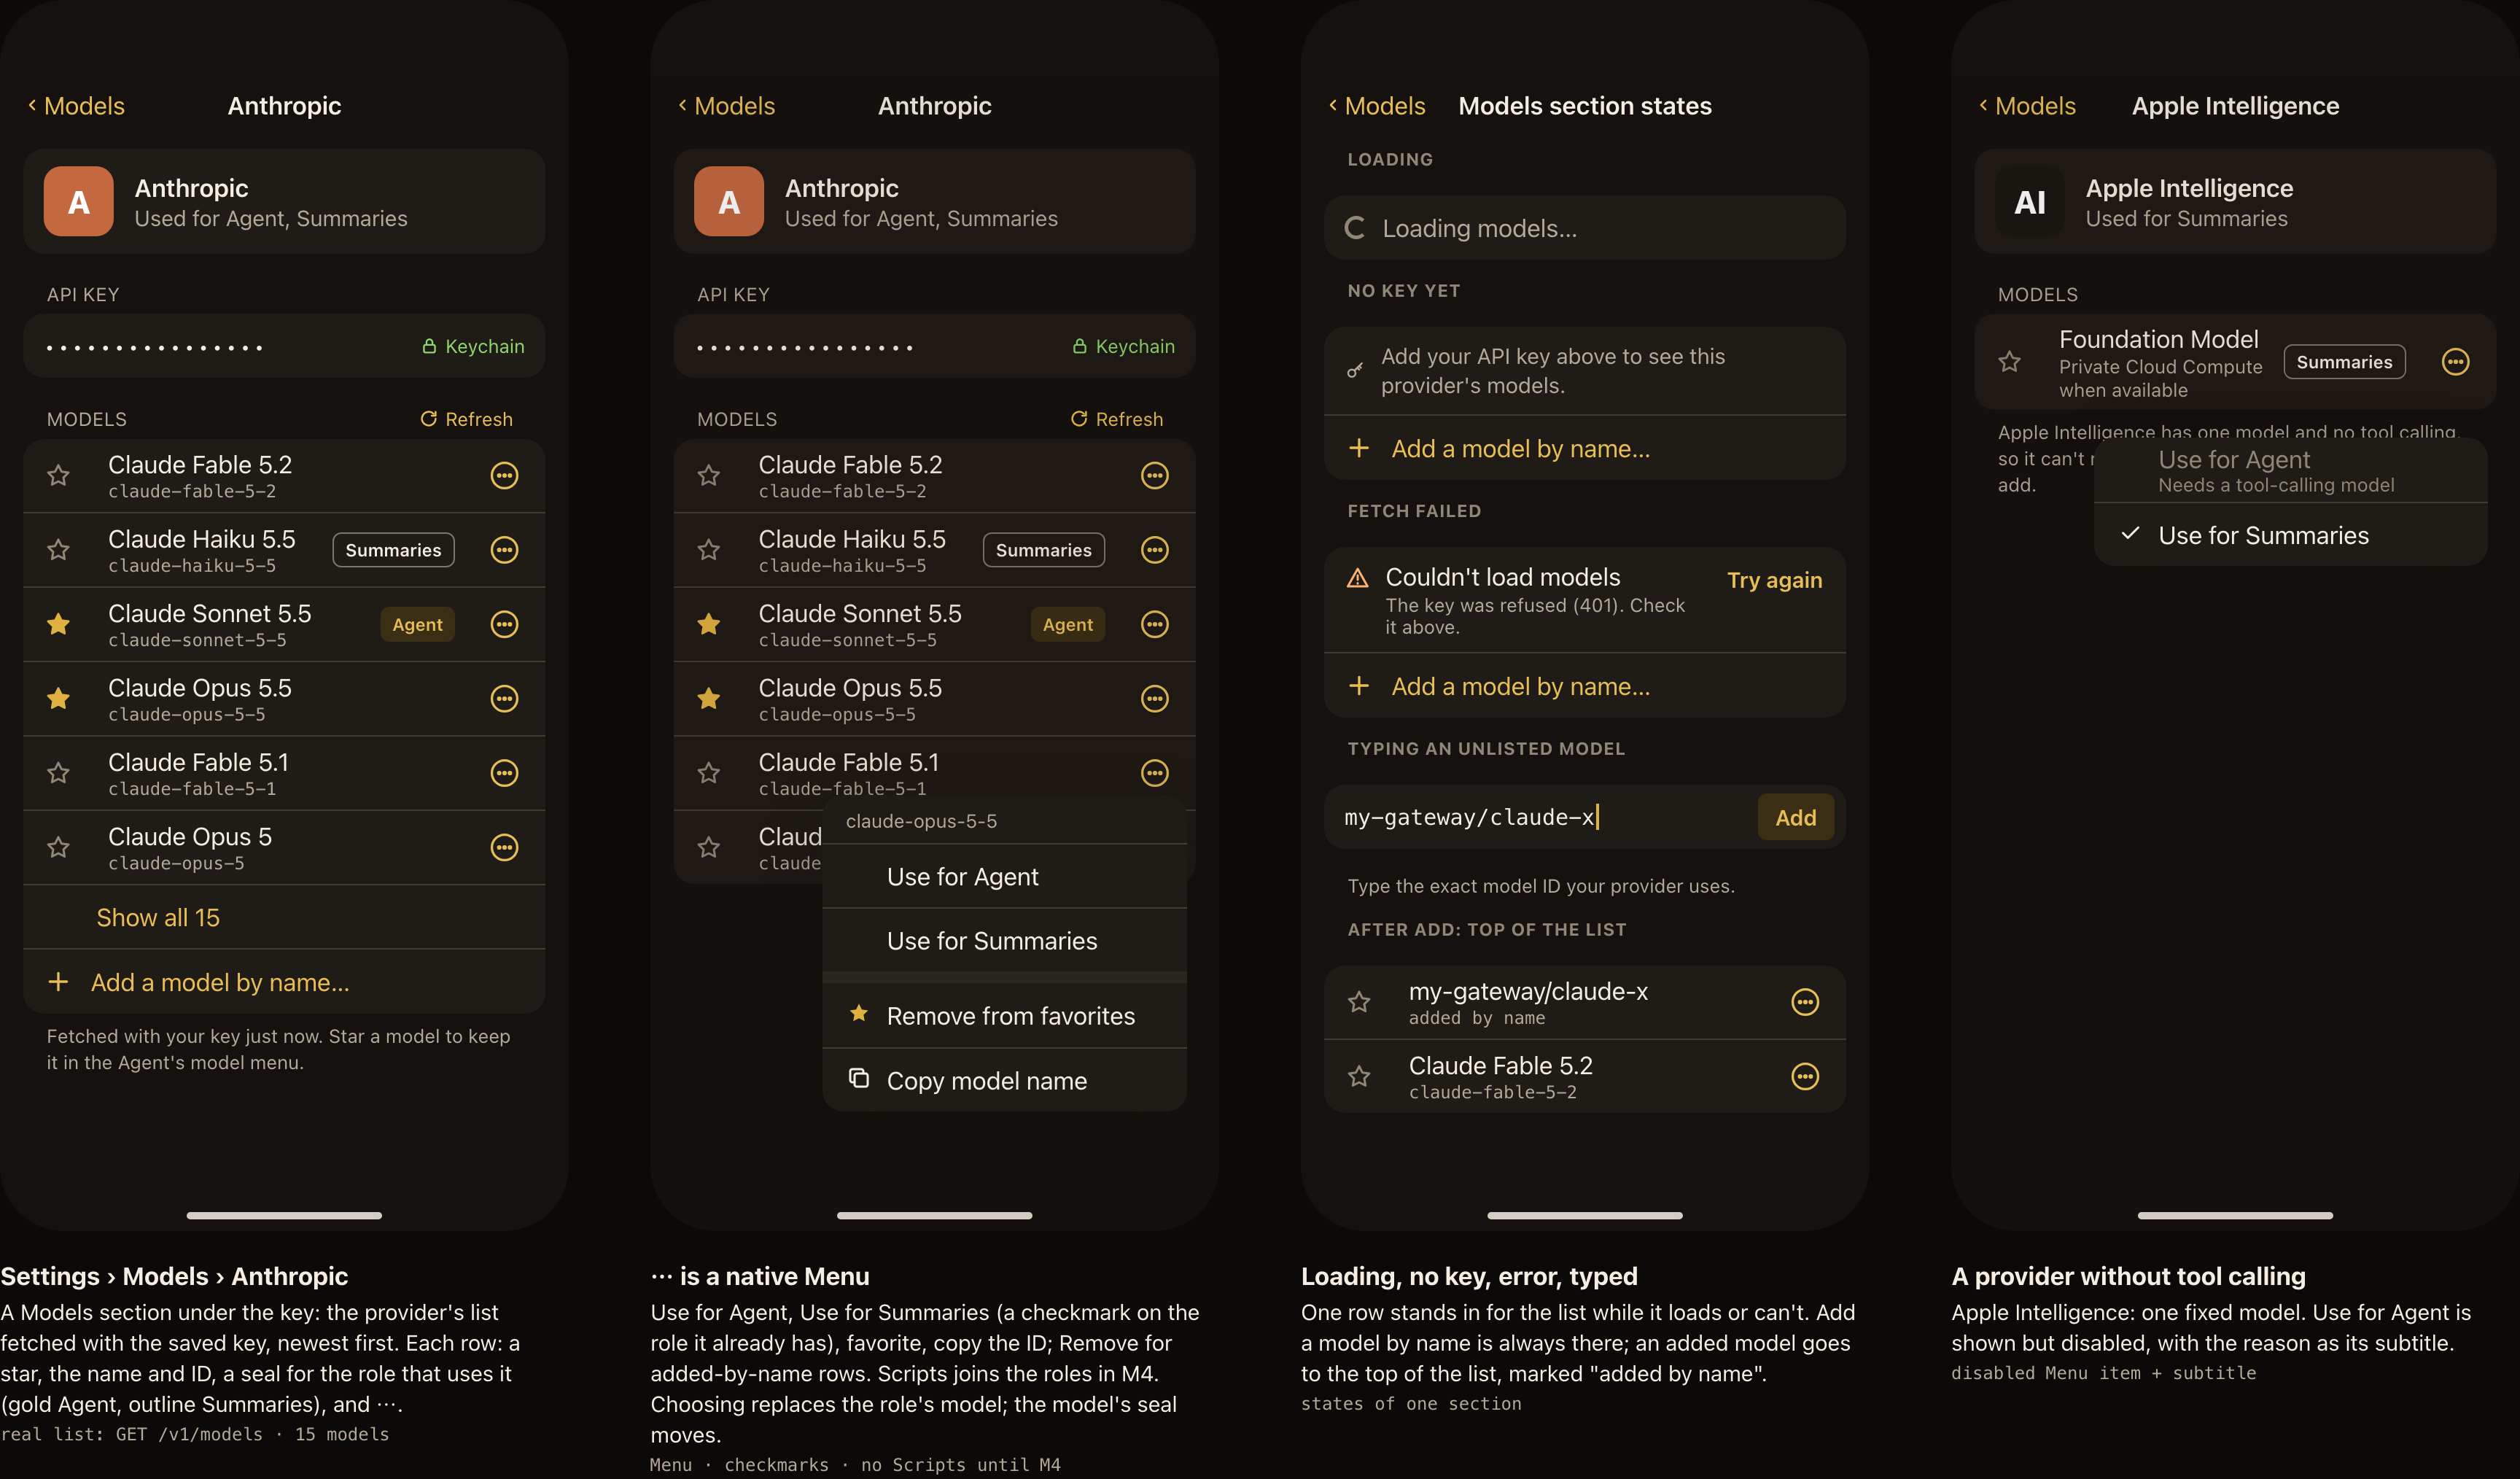 Models
Anthropic
A
Anthropic
Used for Agent, Summaries
API KEY
Keychain
MODELS
Refresh
Claude Fable 5.2
claude-fable-5-2
Claude Haiku 5.5
claude-haiku-5-5
Summaries
Claude Sonnet 5.5
claude-sonnet-5-5
Agent
Claude Opus 5.5
claude-opus-5-5
Claude Fable 5.1
claude-fable-5-1
Claude Opus 5
claude-opus-5
Show all 15
Add a model by name...
Fetched with your key just now. Star a model to keep
it in the Agent's model menu.
Settings › Models › Anthropic
A Models section under the key: the provider's list
fetched with the saved key, newest first. Each row: a
star, the name and ID, a seal for the role that uses it
(gold Agent, outline Summaries), and ···.
real list: GET /v1/models · 15 models
Models
Anthropic
A
Anthropic
Used for Agent, Summaries
API KEY
Keychain
MODELS
Refresh
Claude Fable 5.2
claude-fable-5-2
Claude Haiku 5.5
claude-haiku-5-5
Summaries
Claude Sonnet 5.5
claude-sonnet-5-5
Agent
Claude Opus 5.5
claude-opus-5-5
Claude Fable 5.1
claude-fable-5-1
Claud
claude
claude-opus-5-5
Use for Agent
Use for Summaries
Remove from favorites
Copy model name
··· is a native Menu
Use for Agent, Use for Summaries (a checkmark on the
role it already has), favorite, copy the ID; Remove for
added-by-name rows. Scripts joins the roles in M4.
Choosing replaces the role's model; the model's seal
moves.
Menu · checkmarks · no Scripts until M4
Models
Models section states
LOADING
Loading models...
NO KEY YET
Add your API key above to see this
provider's models.
Add a model by name...
FETCH FAILED
Couldn't load models
The key was refused (401). Check
it above.
Try again
Add a model by name...
TYPING AN UNLISTED MODEL
my-gateway/claude-x
Add
Type the exact model ID your provider uses.
AFTER ADD: TOP OF THE LIST
my-gateway/claude-x
added by name
Claude Fable 5.2
claude-fable-5-2
Loading, no key, error, typed
One row stands in for the list while it loads or can't. Add
a model by name is always there; an added model goes
to the top of the list, marked "added by name".
states of one section
Models
Apple Intelligence
AI
Apple Intelligence
Used for Summaries
MODELS
Foundation Model
Private Cloud Compute
when available
Summaries
Apple Intelligence has one model and no tool calling,
so it can't
add.
Use for Agent
Needs a tool-calling model
Use for Summaries
A provider without tool calling
Apple Intelligence: one fixed model. Use for Agent is
shown but disabled, with the reason as its subtitle.
disabled Menu item + subtitle